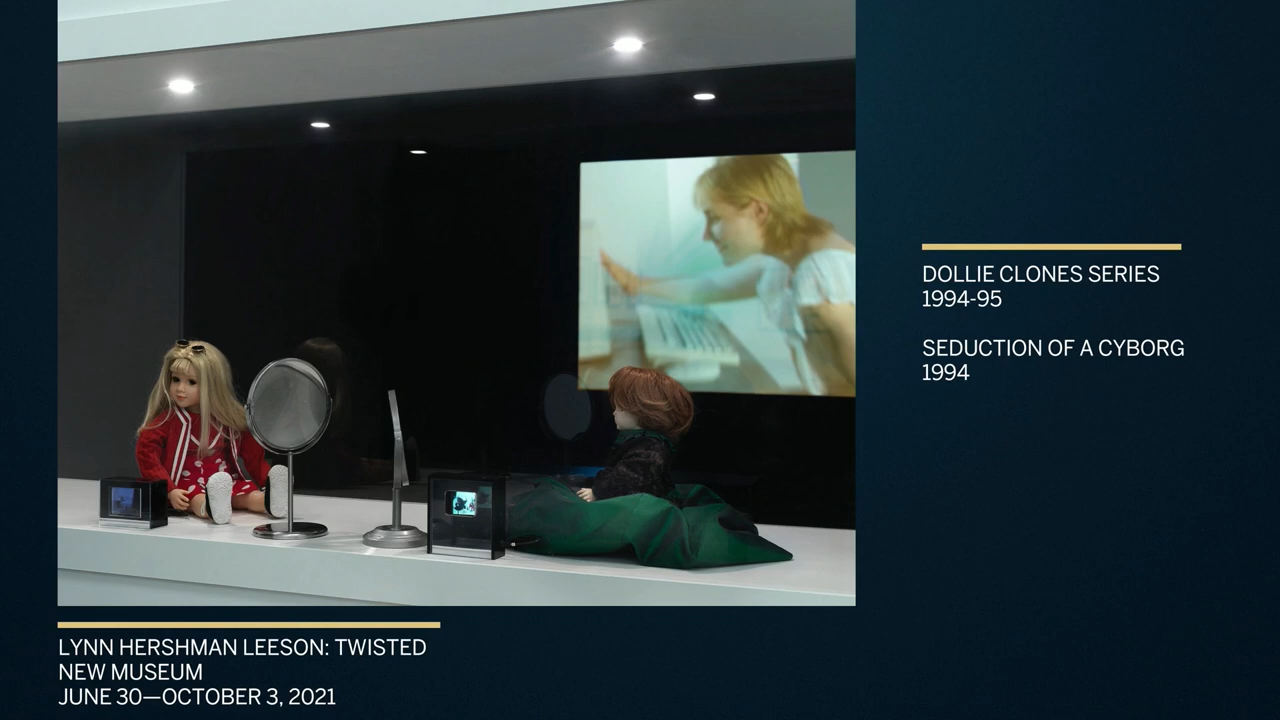 DOLLIE CLONES SERIES
1994-95
SEDUCTION OF A CYBORG
1994
LYNN HERSHMAN LEESON: TWISTED
NEW MUSEUM
JUNE 30—OCTOBER 3, 2021